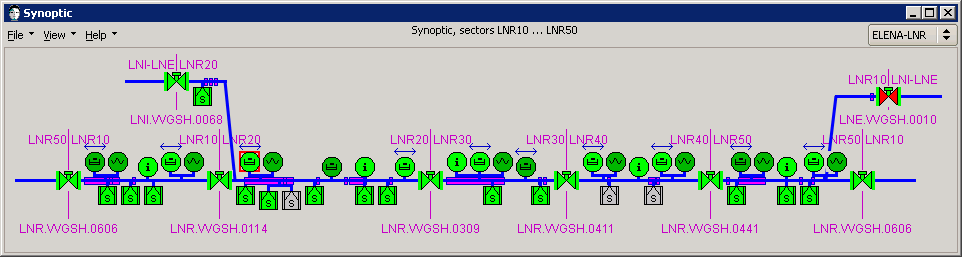 Synoptic
File View Help Synoptic, sectors LNR10 ... LNR50 ELENA-LNR
LNI-LNE LNR20
LNR10 LNI-LNE
S
LNI.VVGSH.0068
LNE.VVGSH.0010
LNR50 LNR10 LNR10 LNR20 LNR20 LNR30 LNR30 LNR40 LNR40 LNR50 LNR50 LNR10
i i i i i
S S S S S S S S S S S S S S S
LNR.VVGSH.0606 LNR.VVGSH.0114 LNR.VVGSH.0309 LNR.VVGSH.0411 LNR.VVGSH.0441 LNR.VVGSH.0606